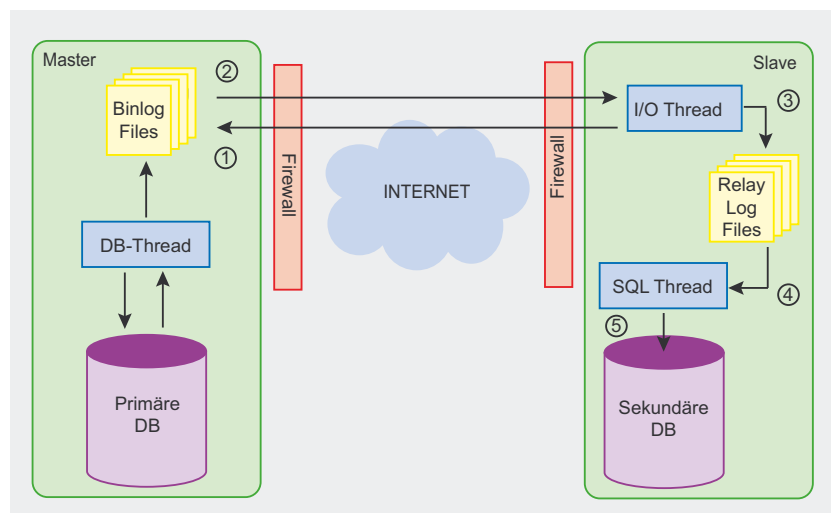 Master
Slave
②
Binlog
Files
I/O Thread
③
①
Firewall
INTERNET
Firewall
Relay
Log
Files
DB-Thread
SQL Thread
④
⑤
Primäre
DB
Sekundäre
DB